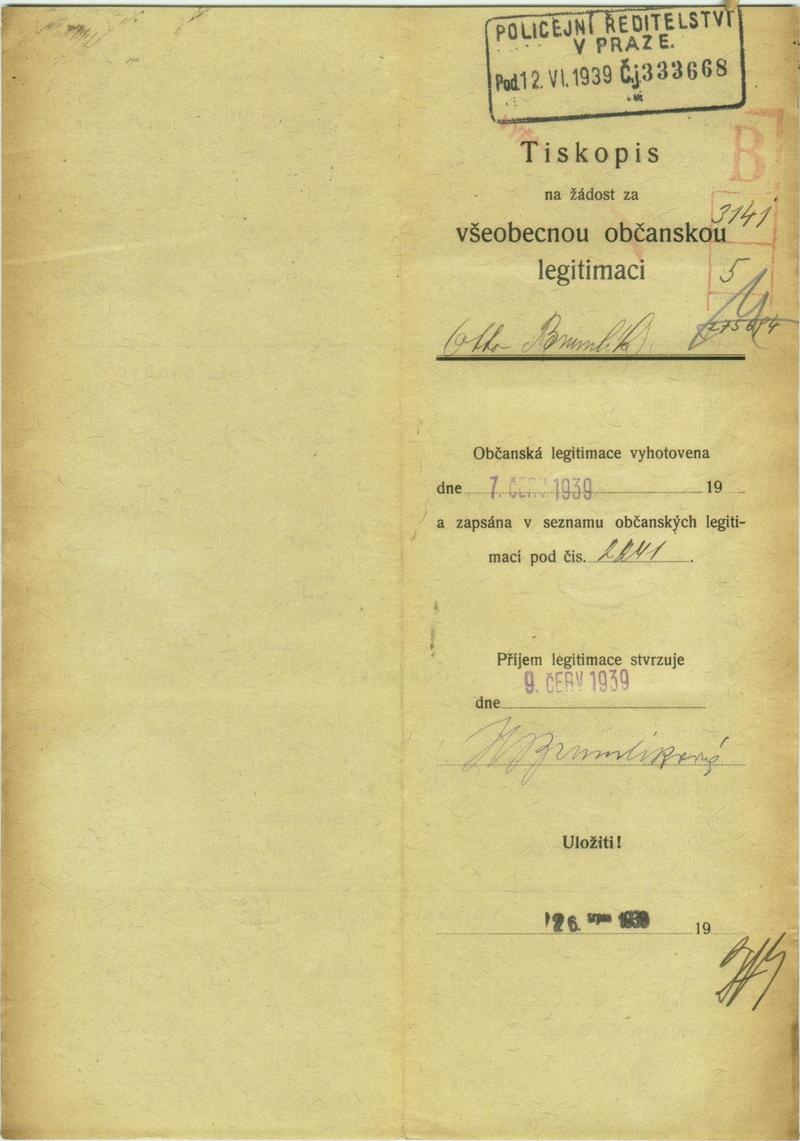 POLICEJNÍ ŘEDITELSTVÍ
V PRAZE.
Pod. 12. VI. 1939 Čj. 333668
B
Tiskopis
na žádost za
3141
všeobecnou občanskou
legitimaci
5
Otto Brumlik
Občanská legitimace vyhotovena
dne 7. ČERV 1939 19
a zapsána v seznamu občanských legiti-
mací pod čís. 2241
Příjem legitimace stvrzuje
9. ČERV 1939
dne
Brumliková
Uložiti!
26. srpna 1939 19